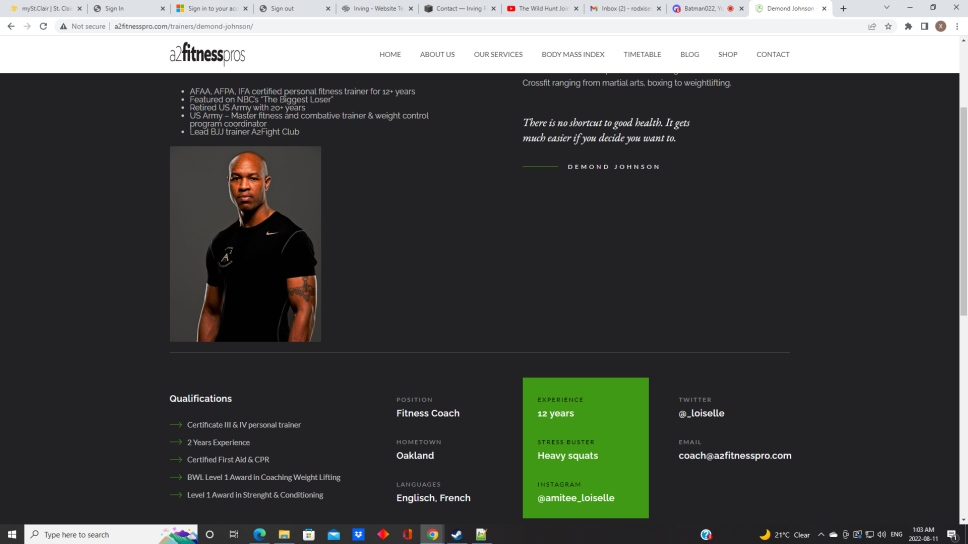 mySt.Clair | St. Clai
Sign In
Sign in to your acc
Sign out
Irving – Website Te
Contact — Irving
The Wild Hunt Join
Inbox (2) - rodxior
Batman022;
Demond Johnson
Not secure | a2fitnesspro.com/trainers/demond-johnson/
X
a2fitnesspros
HOME ABOUT US OUR SERVICES BODY MASS INDEX TIMETABLE BLOG SHOP CONTACT
AFAA, AFPA, IFA certified personal fitness trainer for 12+ years
Featured on NBC's "The Biggest Loser"
Retired US Army with 20+ years
US Army – Master fitness and combative trainer & weight control
program coordinator
Lead BJJ trainer A2Fight Club
Crossfit ranging from martial arts, boxing to weightlifting.
There is no shortcut to good health. It gets
much easier if you decide you want to.
DEMOND JOHNSON
Qualifications
Certificate III & IV personal trainer
2 Years Experience
Certified First Aid & CPR
BWL Level 1 Award in Coaching Weight Lifting
Level 1 Award in Strenght & Conditioning
POSITION
Fitness Coach
HOMETOWN
Oakland
LANGUAGES
Englisch, French
EXPERIENCE
12 years
STRESS BUSTER
Heavy squats
INSTAGRAM
@amitee_loiselle
TWITTER
@_loiselle
EMAIL
coach@a2fitnesspro.com
Type here to search
21°C Clear
ENG
1:03 AM
2022-08-11